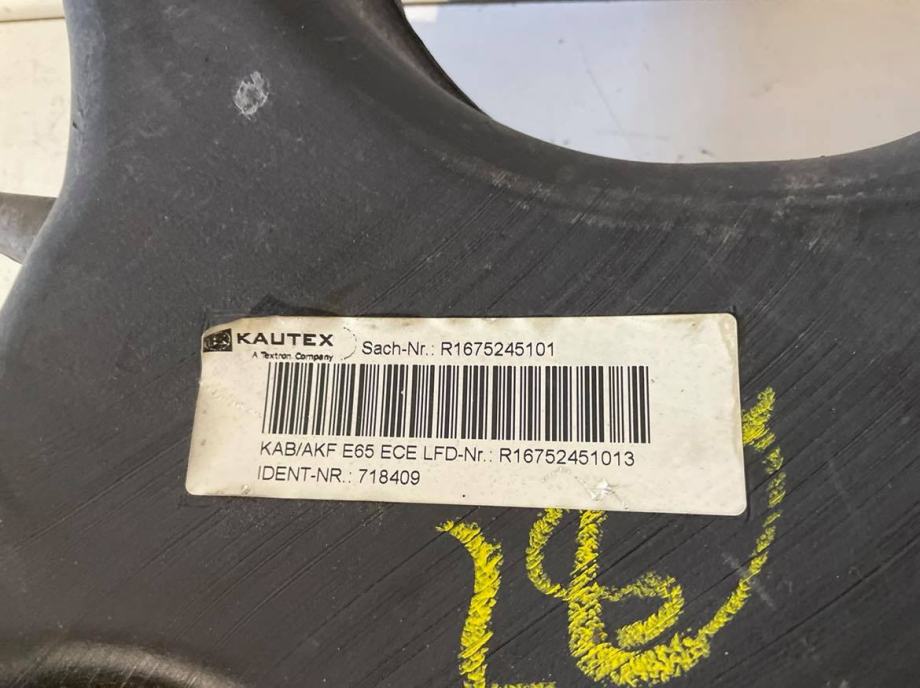 KAUTEX
A Textron Company
Sach-Nr.: R1675245101
KAB/AKF E65 ECE LFD-Nr.: R16752451013
IDENT-NR.: 718409